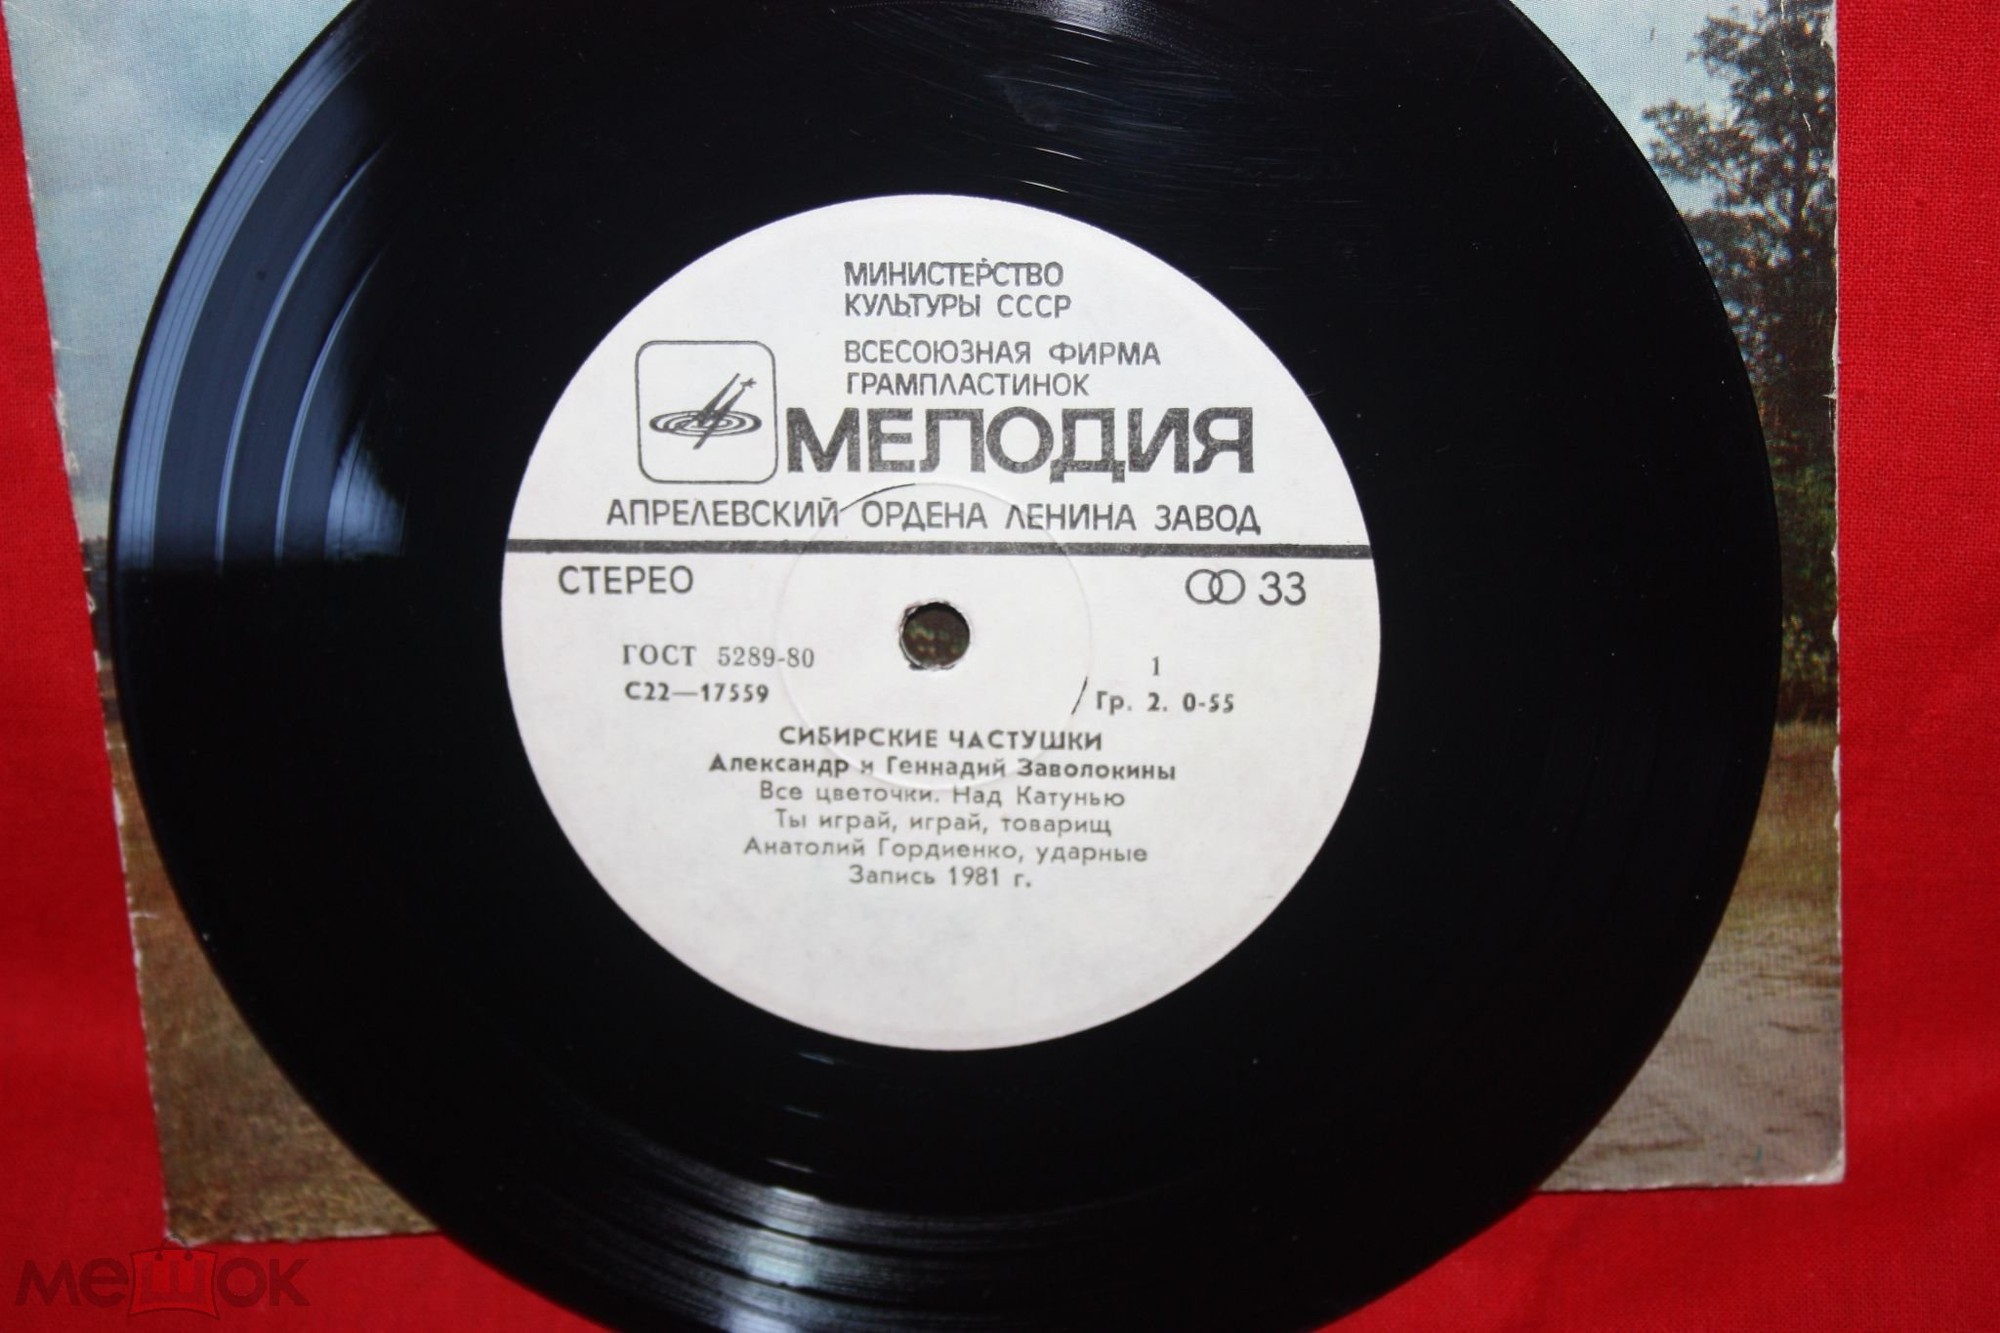 МИНИСТЕРСТВО
КУЛЬТУРЫ СССР
ВСЕСОЮЗНАЯ ФИРМА
ГРАМПЛАСТИНОК
МЕЛОДИЯ
АПРЕЛЕВСКИЙ ОРДЕНА ЛЕНИНА ЗАВОД
СТЕРЕО 33
ГОСТ 5289-80 1
С22—17559 Гр. 2. 0-55
СИБИРСКИЕ ЧАСТУШКИ
Александр и Геннадий Заволокины
Все цветочки. Над Катунью
Ты играй, играй, товарищ
Анатолий Гордиенко, ударные
Запись 1981 г.
мешок